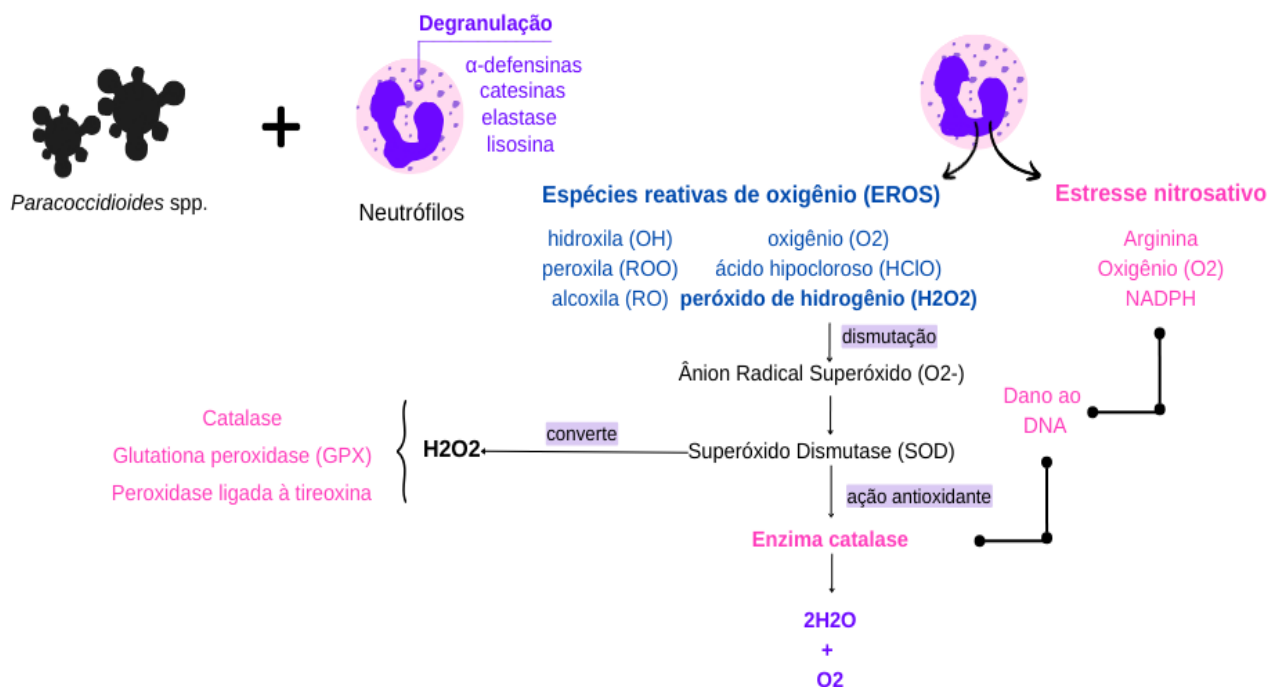 Degranulação
α-defensinas
catesinas
elastase
lisosina
+
Paracoccidioides spp.
Neutrófilos
Espécies reativas de oxigênio (EROS)
hidroxila (OH)
oxigênio (O2)
peroxila (ROO)
ácido hipocloroso (HClO)
alcoxila (RO)
peróxido de hidrogênio (H2O2)
Estresse nitrosativo
Arginina
Oxigênio (O2)
NADPH
dismutação
Ânion Radical Superóxido (O2-)
Dano ao
DNA
Superóxido Dismutase (SOD)
converte
H2O2
Catalase
Glutationa peroxidase (GPX)
Peroxidase ligada à tireoxina
ação antioxidante
Enzima catalase
2H2O
+
O2